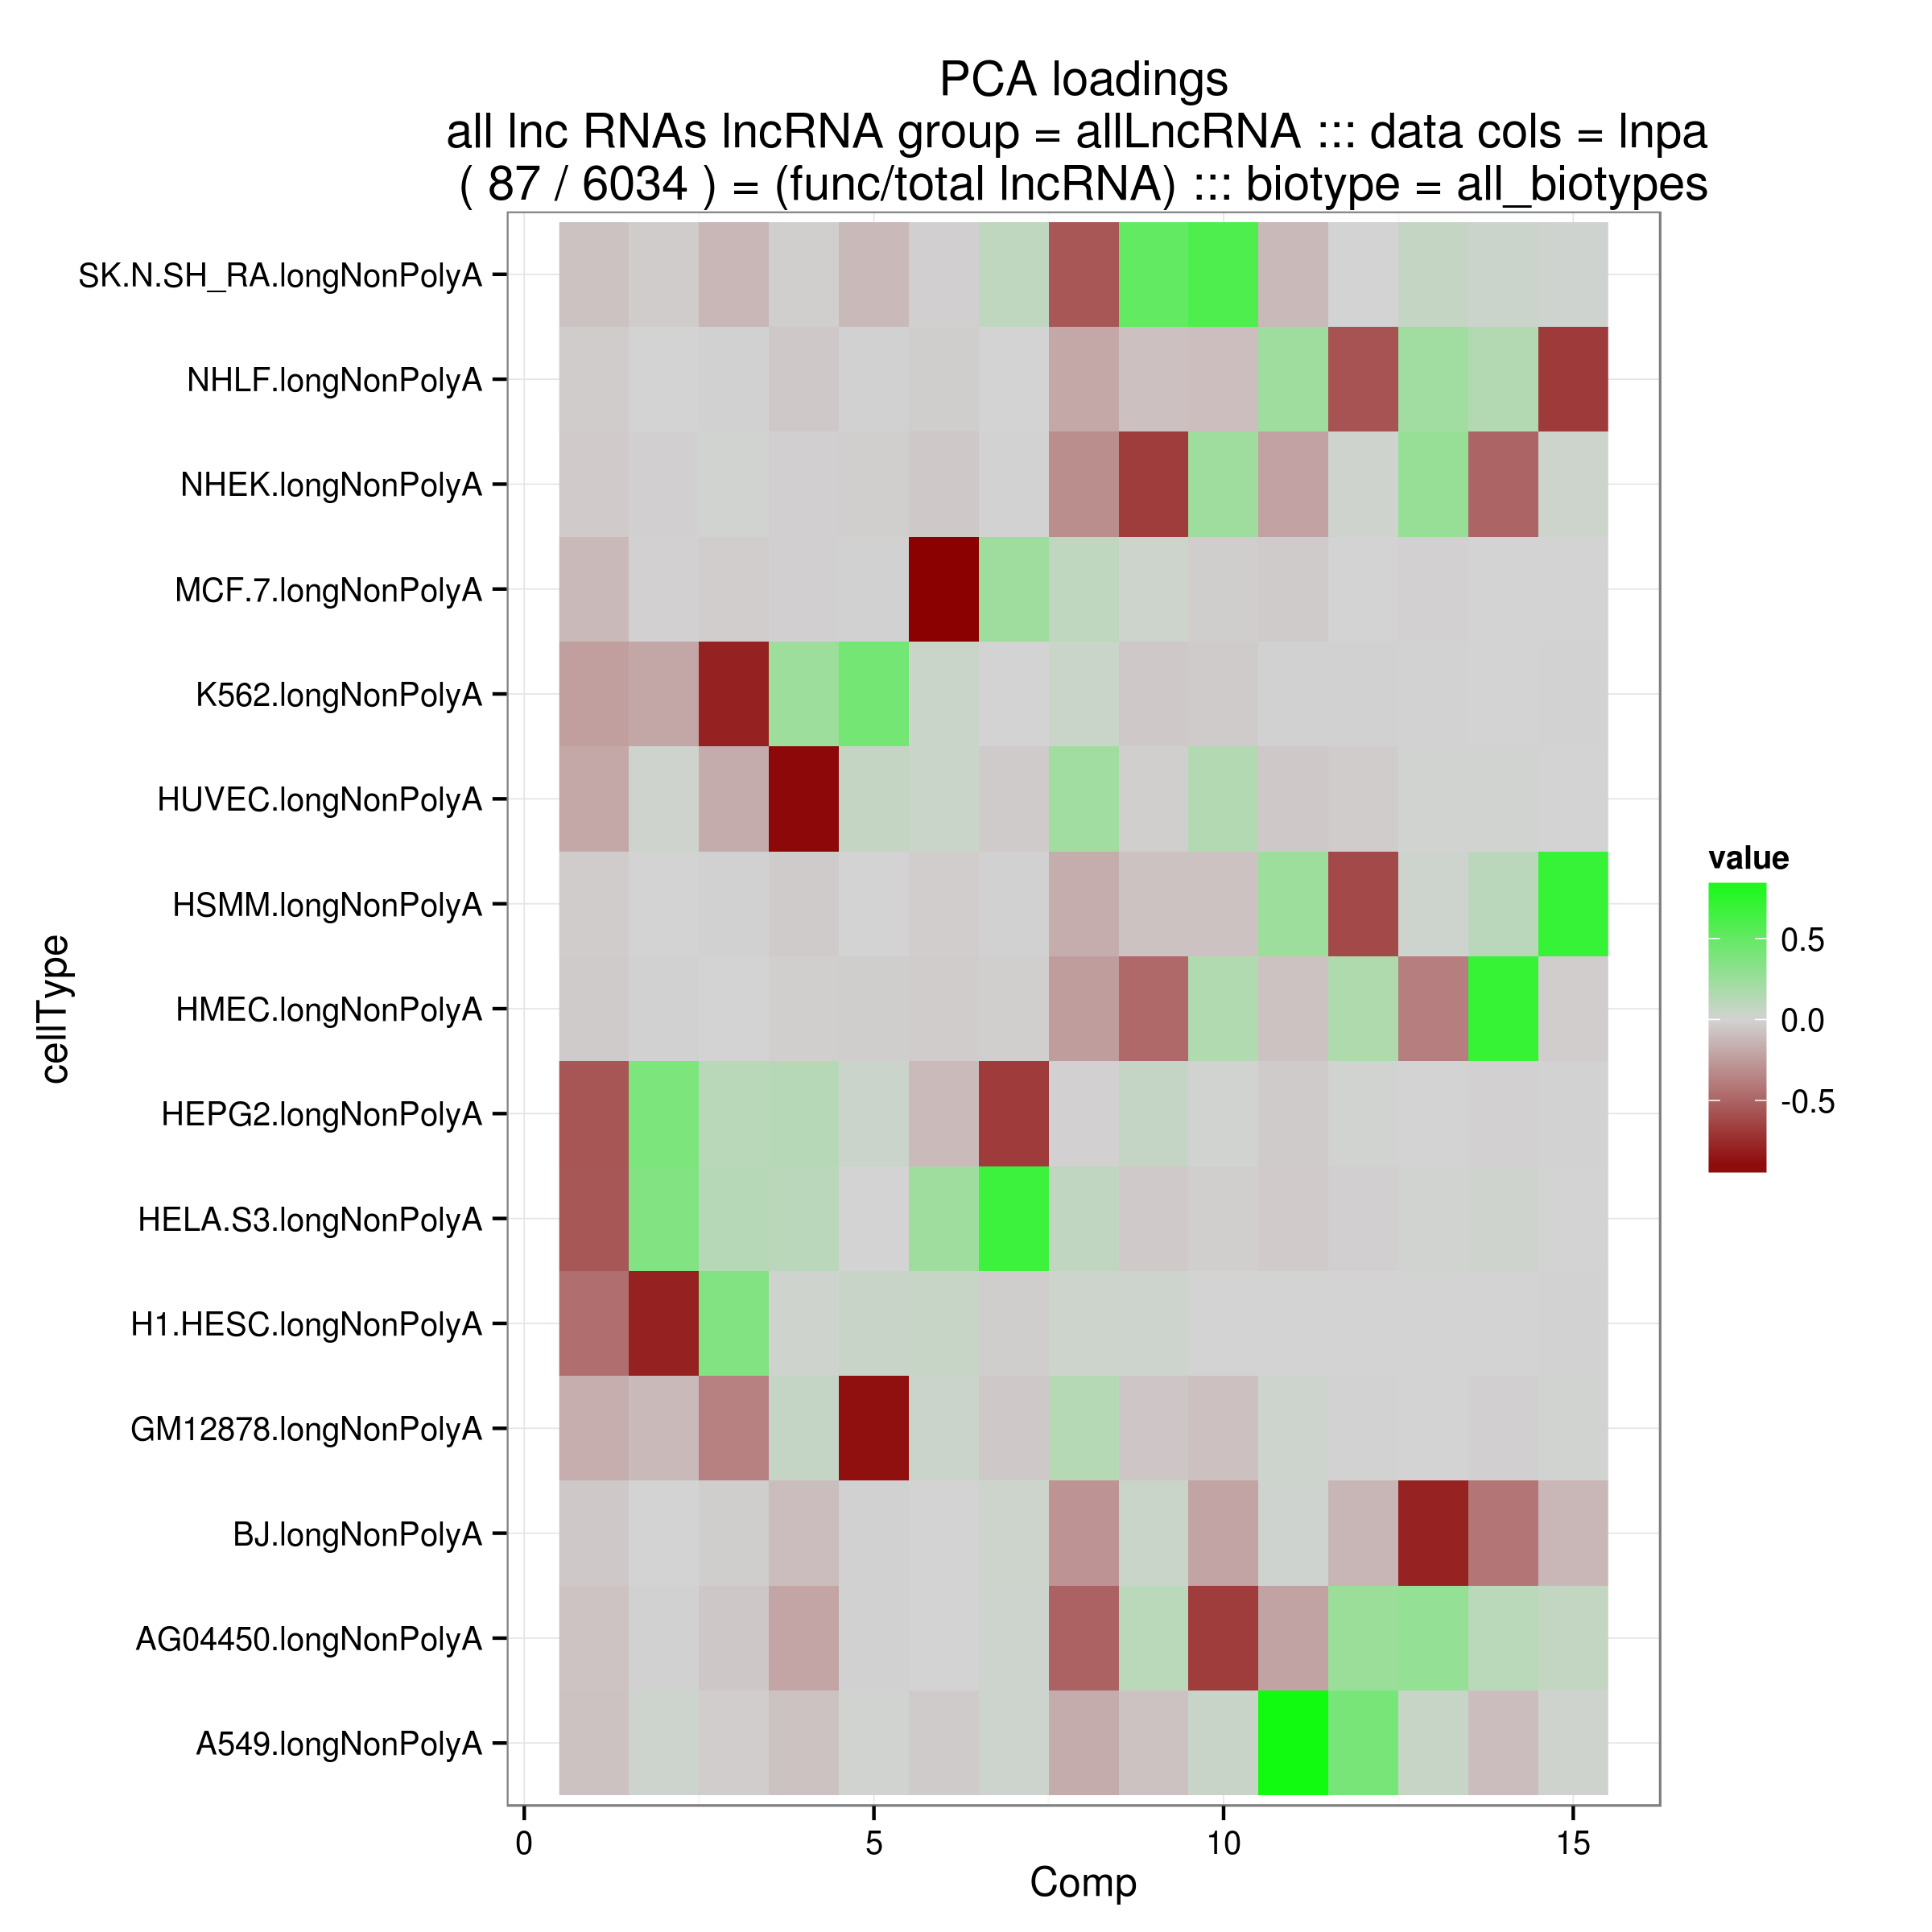 PCA loadings
all lnc RNAs lncRNA group = allLncRNA ::: data cols = lnpa
( 87 / 6034 ) = (func/total lncRNA) ::: biotype = all_biotypes
SK.N.SH_RA.longNonPolyA
NHLF.longNonPolyA
NHEK.longNonPolyA
MCF.7.longNonPolyA
K562.longNonPolyA
HUVEC.longNonPolyA
HSMM.longNonPolyA
HMEC.longNonPolyA
HEPG2.longNonPolyA
HELA.S3.longNonPolyA
H1.HESC.longNonPolyA
GM12878.longNonPolyA
BJ.longNonPolyA
AG04450.longNonPolyA
A549.longNonPolyA
cellType
0 5 10 15
Comp
value
0.5
0.0
-0.5